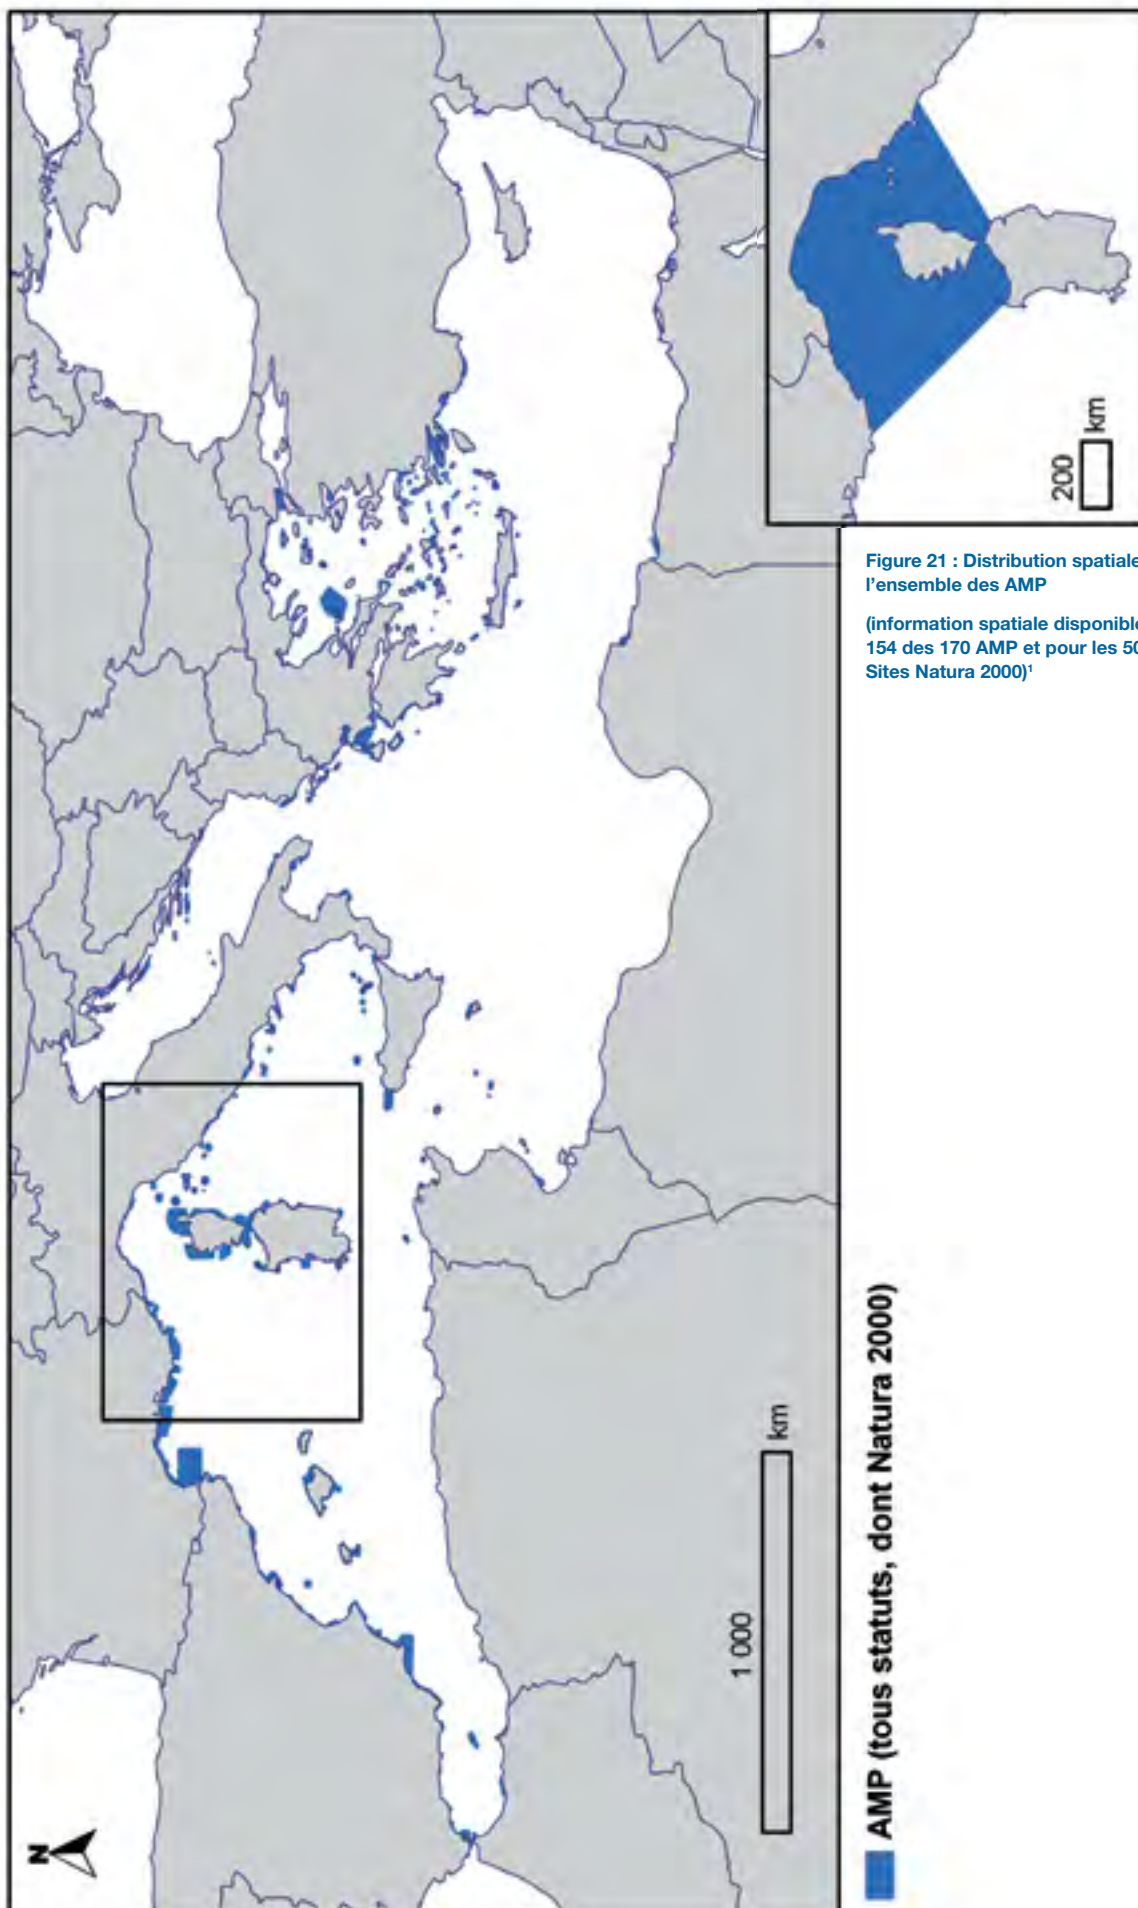 N
1 000
km
200
km
Figure 21 : Distribution spatiale
l'ensemble des AMP
(information spatiale disponible
154 des 170 AMP et pour les 50
Sites Natura 2000)¹
AMP (tous statuts, dont Natura 2000)